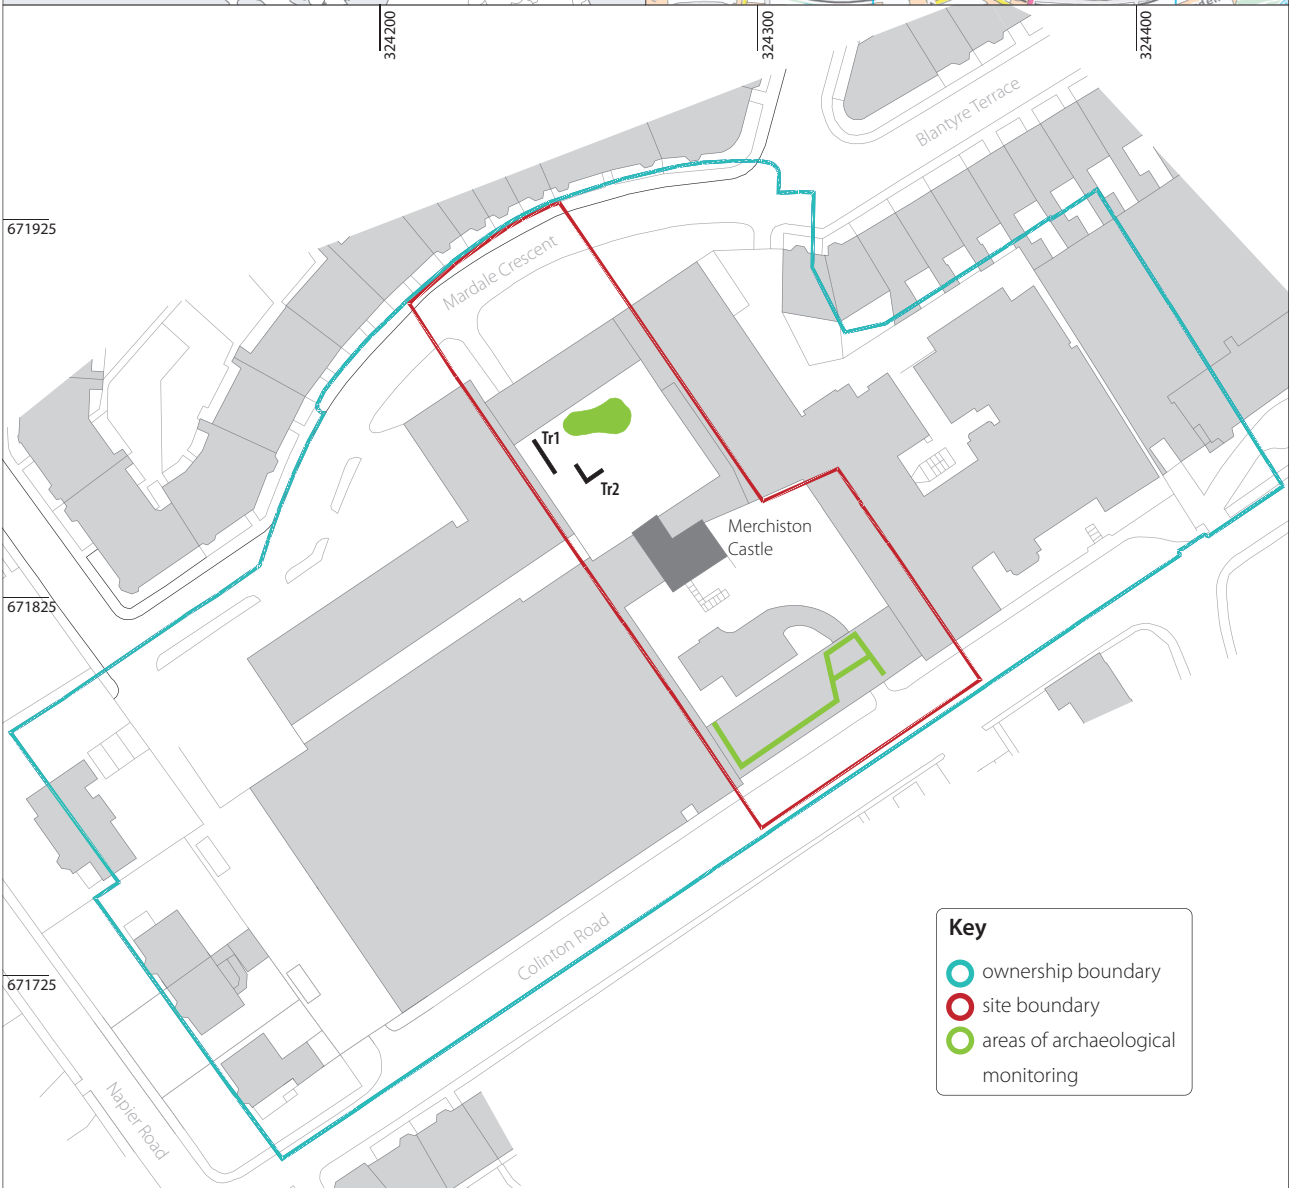 324200
324300
324400
Blantyre Terrace
671925
Mardale Crescent
Tr1
Tr2
Merchiston
Castle
671825
Colinton Road
671725
Napier Road
Key
ownership boundary
site boundary
areas of archaeological
monitoring